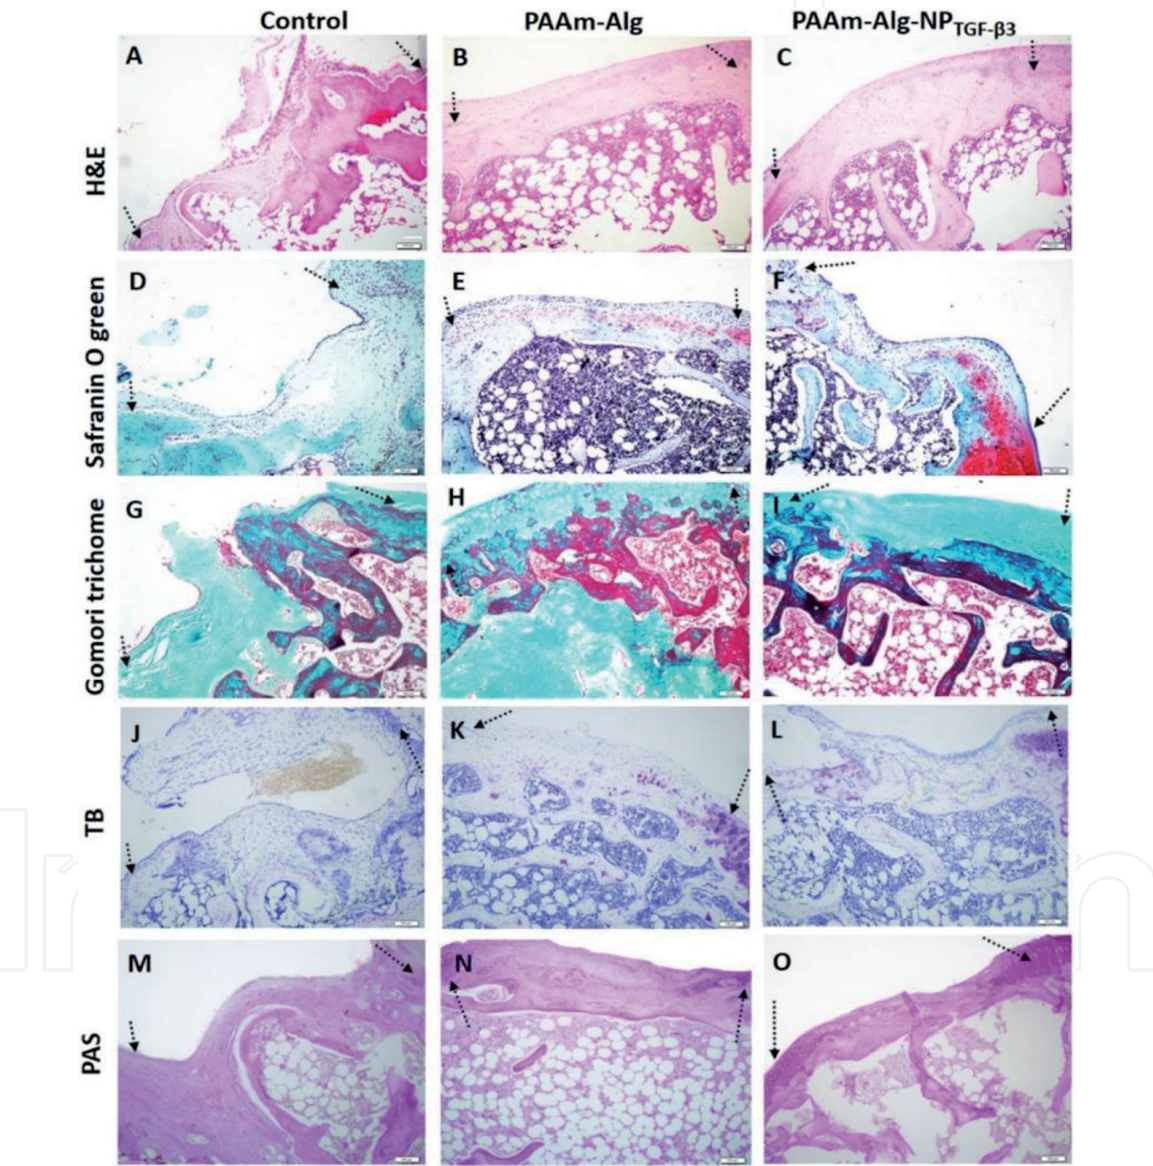 Control PAAm-Alg PAAm-Alg-NPTGF-β3
H&E
A B C
Safranin O green
D E F
Gomori trichome
G H I
TB
J K L
PAS
M N O